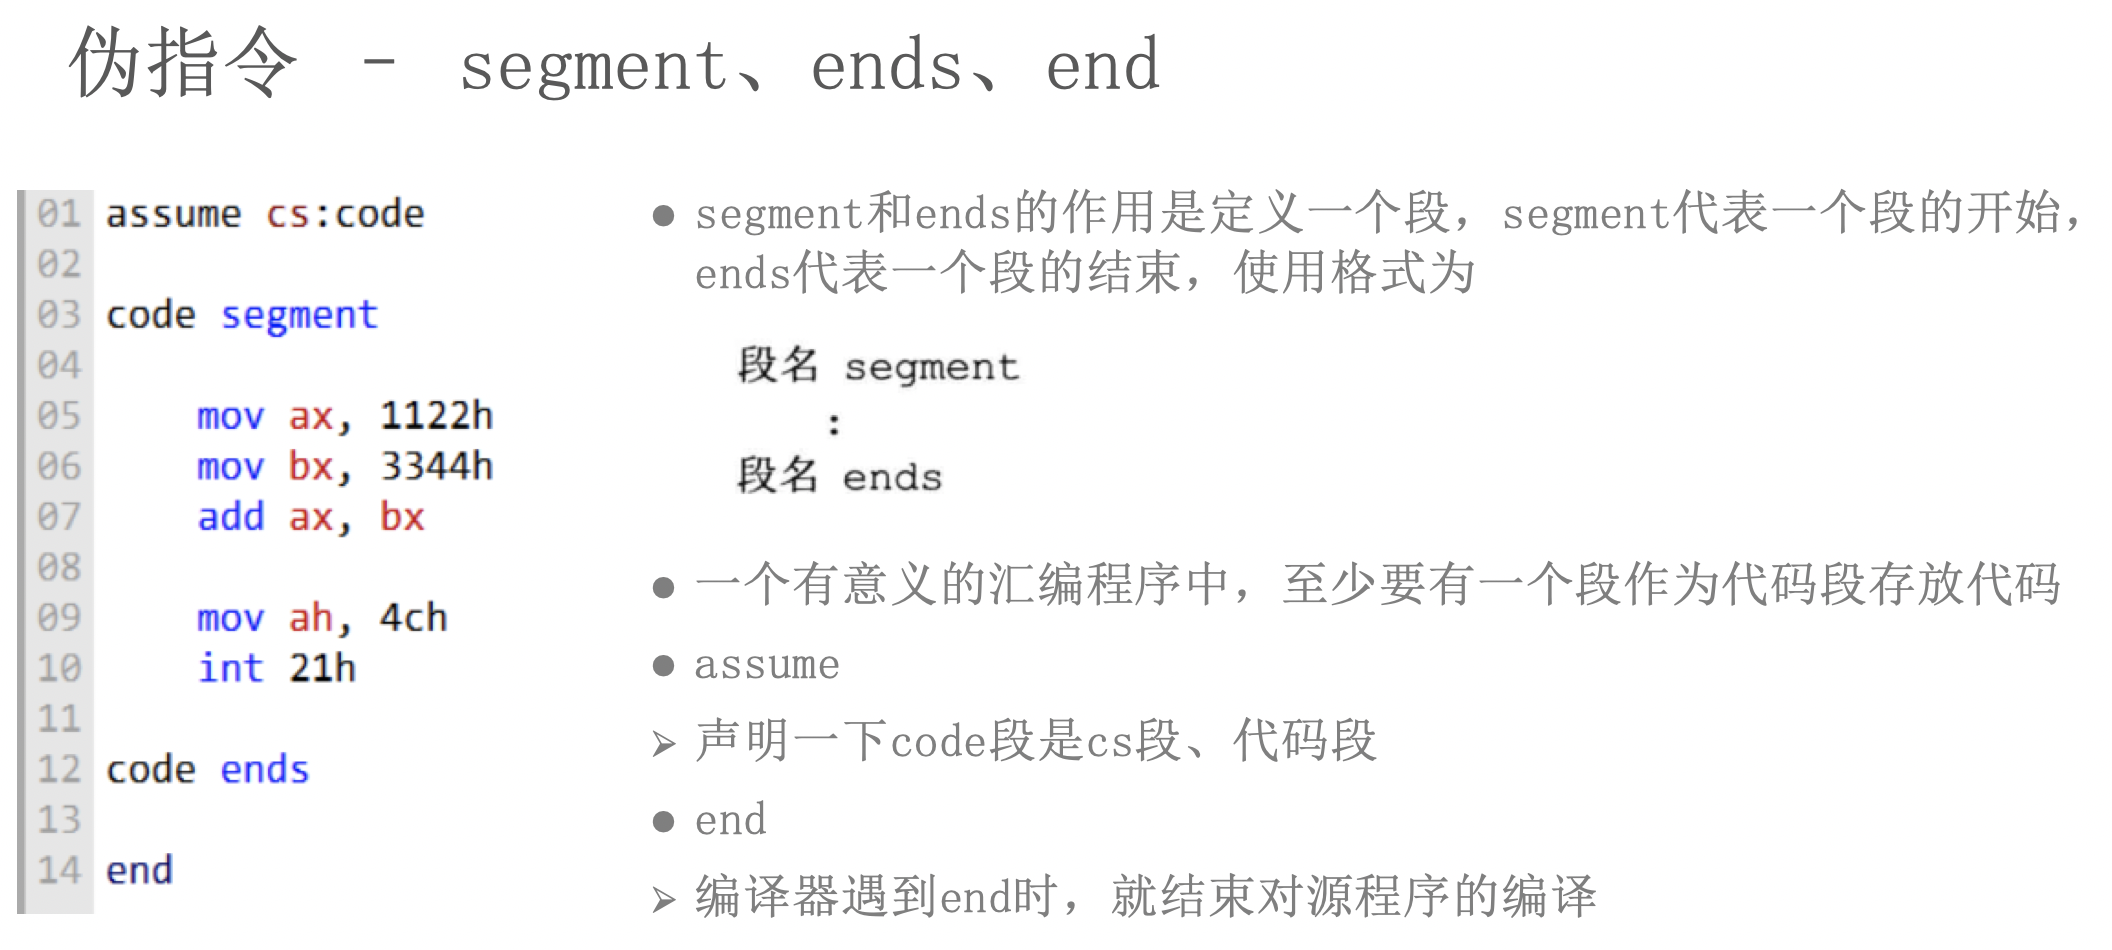 伪指令 - segment、ends、end
01 assume cs:code
02
03 code segment
04
05 mov ax, 1122h
06 mov bx, 3344h
07 add ax, bx
08
09 mov ah, 4ch
10 int 21h
11
12 code ends
13
14 end
● segment和ends的作用是定义一个段，segment代表一个段的开始，
ends代表一个段的结束，使用格式为
段名 segment
:
段名 ends
● 一个有意义的汇编程序中，至少要有一个段作为代码段存放代码
● assume
➢ 声明一下code段是cs段、代码段
● end
➢ 编译器遇到end时，就结束对源程序的编译